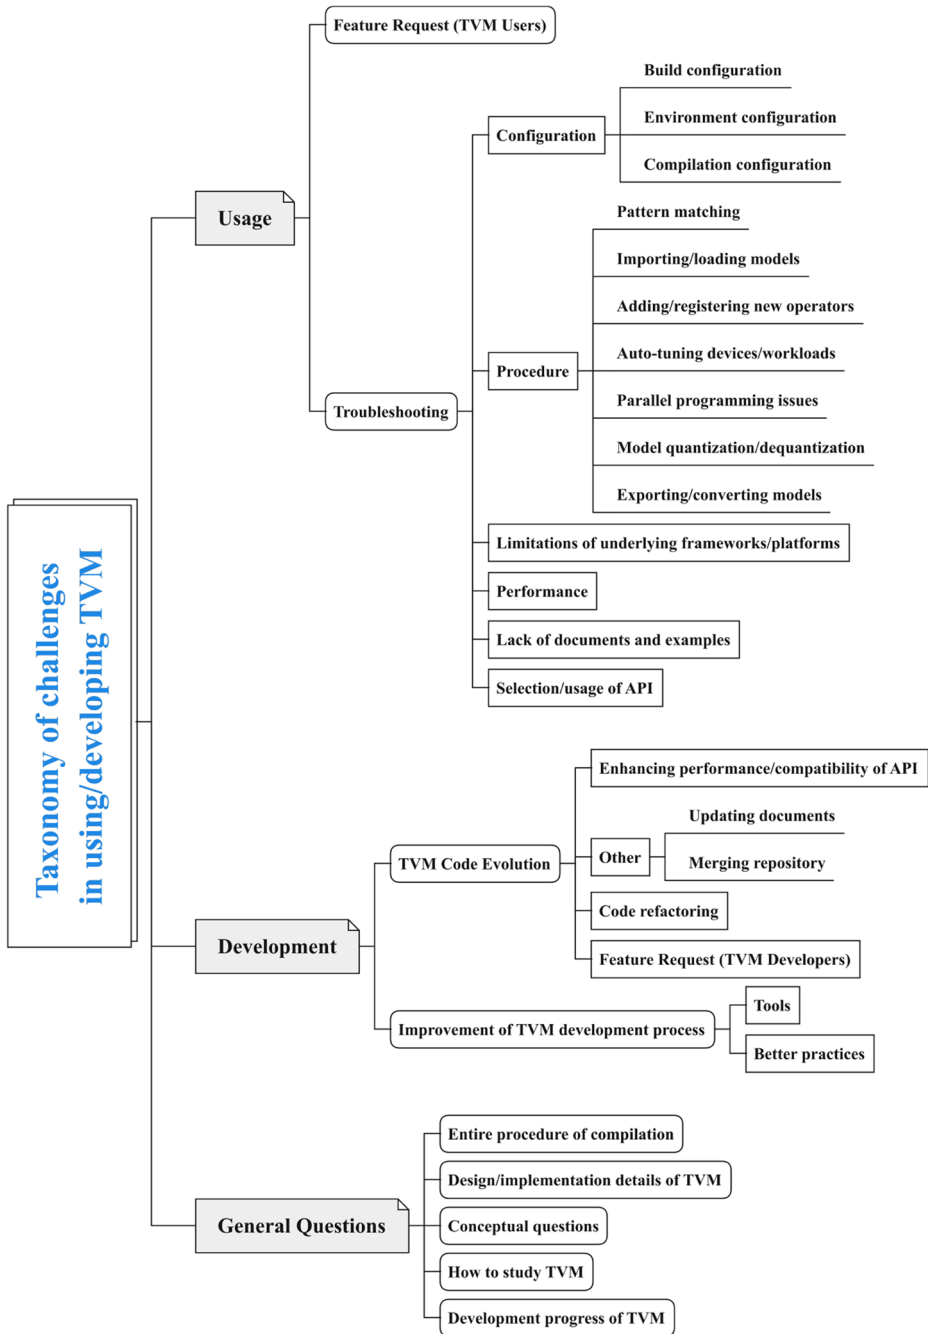 Taxonomy of challenges
in using/developing TVM
Usage
Feature Request (TVM Users)
Troubleshooting
Configuration
Build configuration
Environment configuration
Compilation configuration
Procedure
Pattern matching
Importing/loading models
Adding/registering new operators
Auto-tuning devices/workloads
Parallel programming issues
Model quantization/dequantization
Exporting/converting models
Limitations of underlying frameworks/platforms
Performance
Lack of documents and examples
Selection/usage of API
Development
TVM Code Evolution
Enhancing performance/compatibility of API
Other
Updating documents
Merging repository
Code refactoring
Feature Request (TVM Developers)
Improvement of TVM development process
Tools
Better practices
General Questions
Entire procedure of compilation
Design/implementation details of TVM
Conceptual questions
How to study TVM
Development progress of TVM